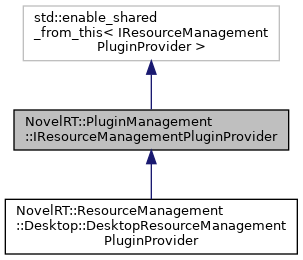 std::enable_shared
_from_this< IResourceManagement
PluginProvider >
NovelRT::PluginManagement
::IResourceManagementPluginProvider
NovelRT::ResourceManagement
::Desktop::DesktopResourceManagement
PluginProvider